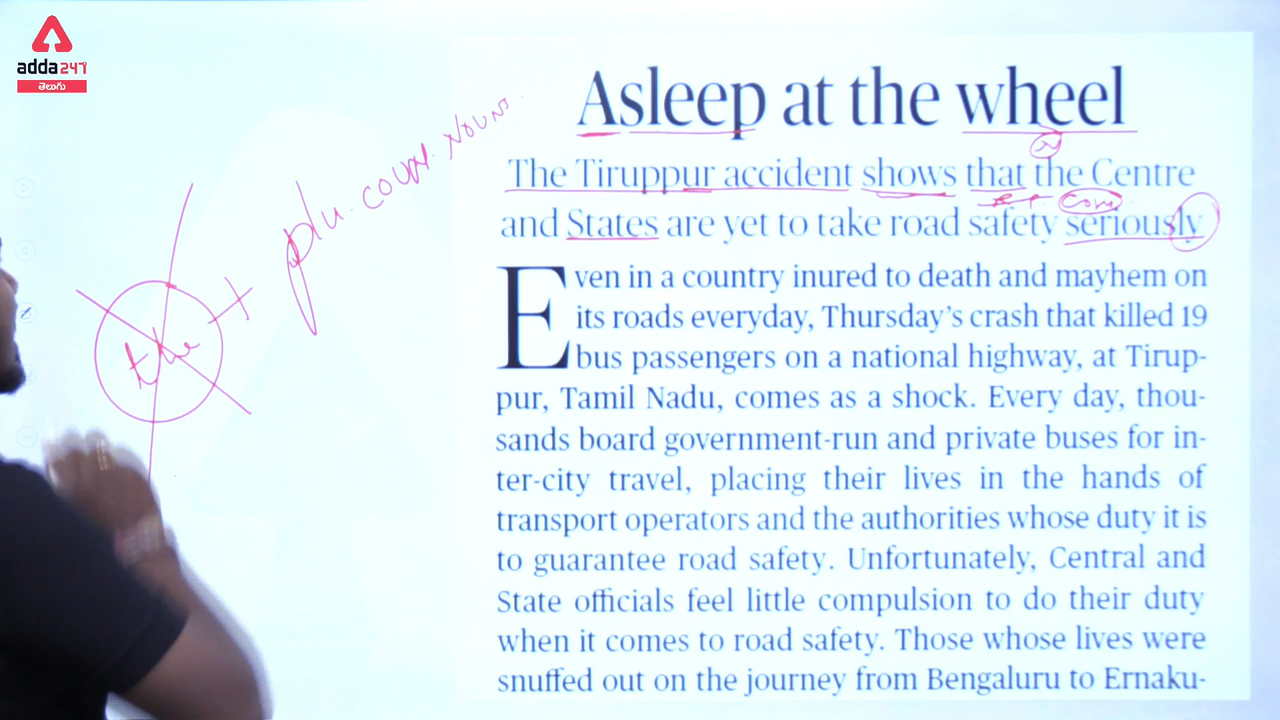 adda247
తెలుగు
the + plu. coun. Noun.
Asleep at the wheel
The Tiruppur accident shows that the Centre
and States are yet to take road safety seriously
Even in a country inured to death and mayhem on
its roads everyday, Thursday's crash that killed 19
bus passengers on a national highway, at Tirup-
pur, Tamil Nadu, comes as a shock. Every day, thou-
sands board government-run and private buses for in-
ter-city travel, placing their lives in the hands of
transport operators and the authorities whose duty it is
to guarantee road safety. Unfortunately, Central and
State officials feel little compulsion to do their duty
when it comes to road safety. Those whose lives were
snuffed out on the journey from Bengaluru to Ernaku-